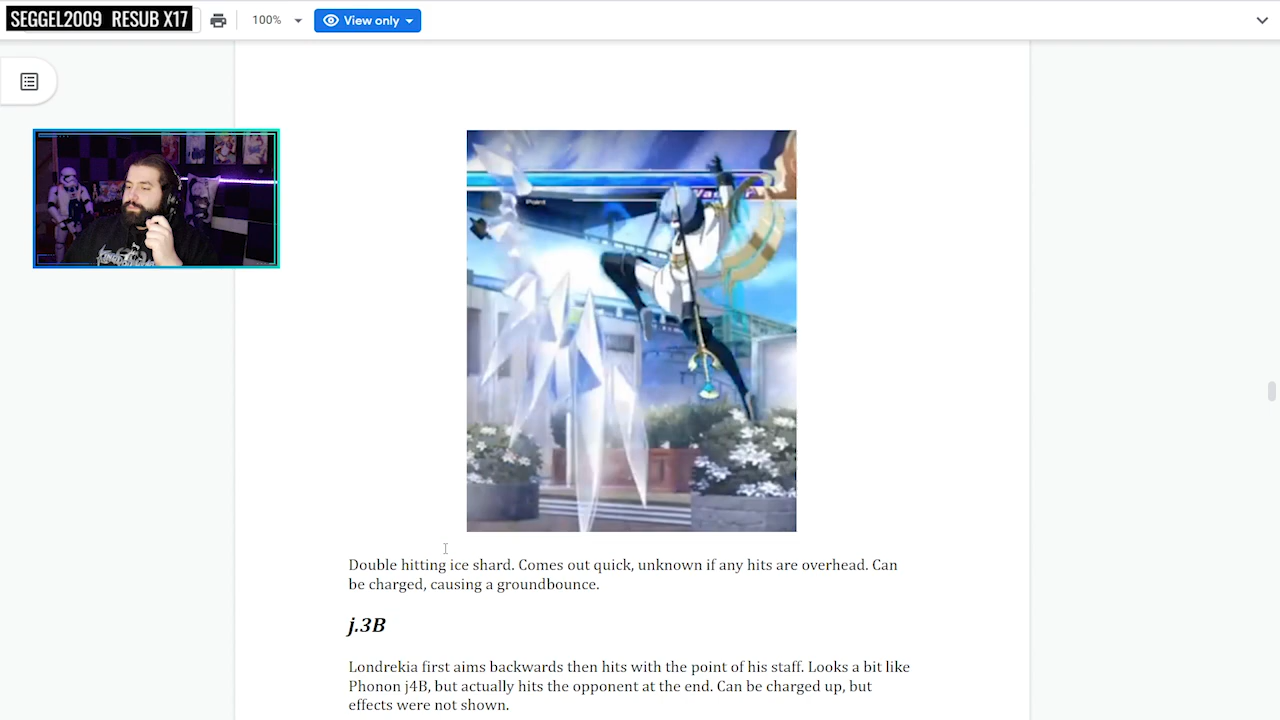 SEGGEL2009 RESUB X17
100%
View only
Point
Double hitting ice shard. Comes out quick, unknown if any hits are overhead. Can
be charged, causing a groundbounce.
j.3B
Londrekia first aims backwards then hits with the point of his staff. Looks a bit like
Phonon j4B, but actually hits the opponent at the end. Can be charged up, but
effects were not shown.